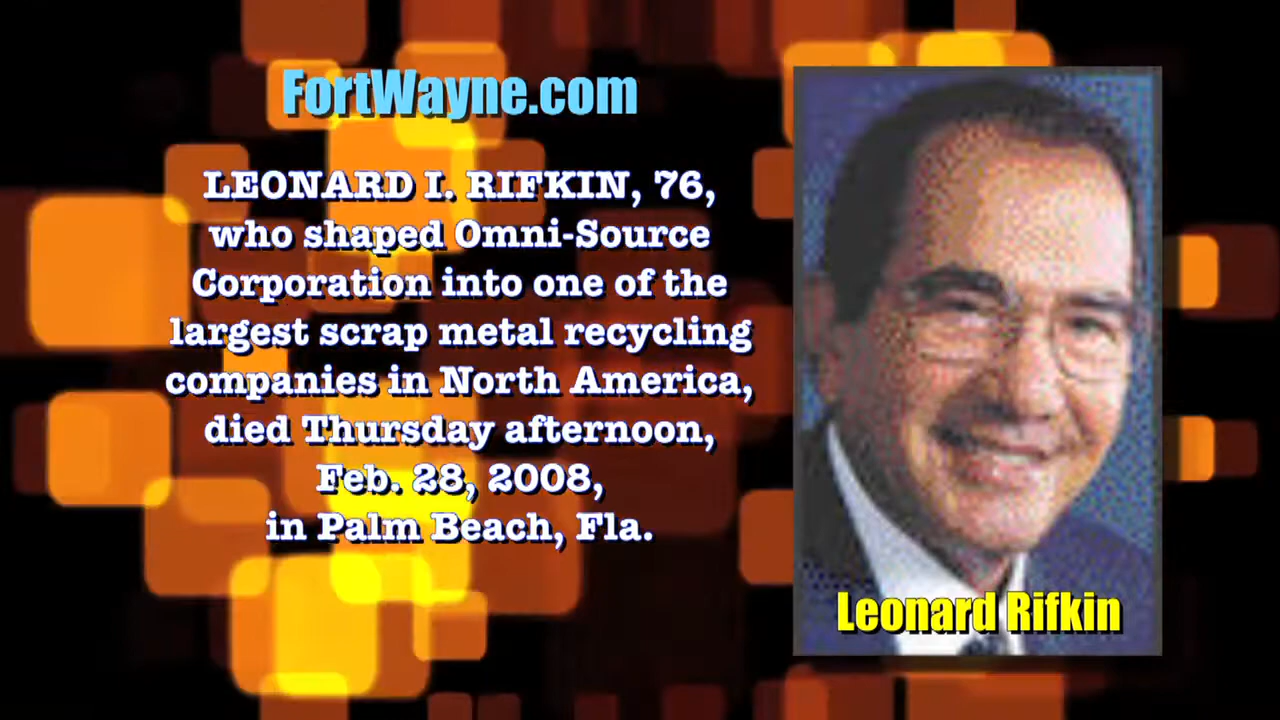 FortWayne.com
LEONARD I. RIFKIN, 76,
who shaped Omni-Source
Corporation into one of the
largest scrap metal recycling
companies in North America,
died Thursday afternoon,
Feb. 28, 2008,
in Palm Beach, Fla.
Leonard Rifkin